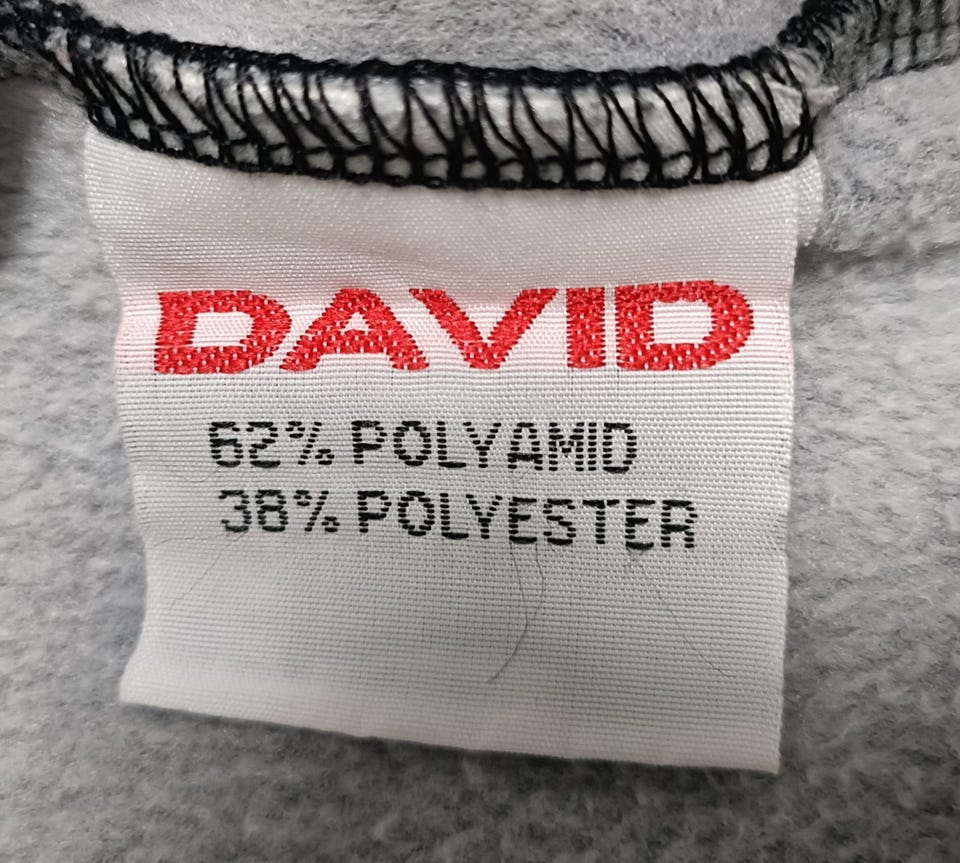 DAVID
62% POLYAMID
38% POLYESTER